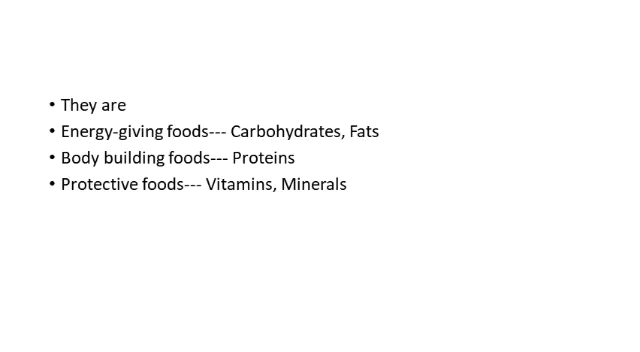 • They are
• Energy-giving foods--- Carbohydrates, Fats
• Body building foods--- Proteins
• Protective foods--- Vitamins, Minerals